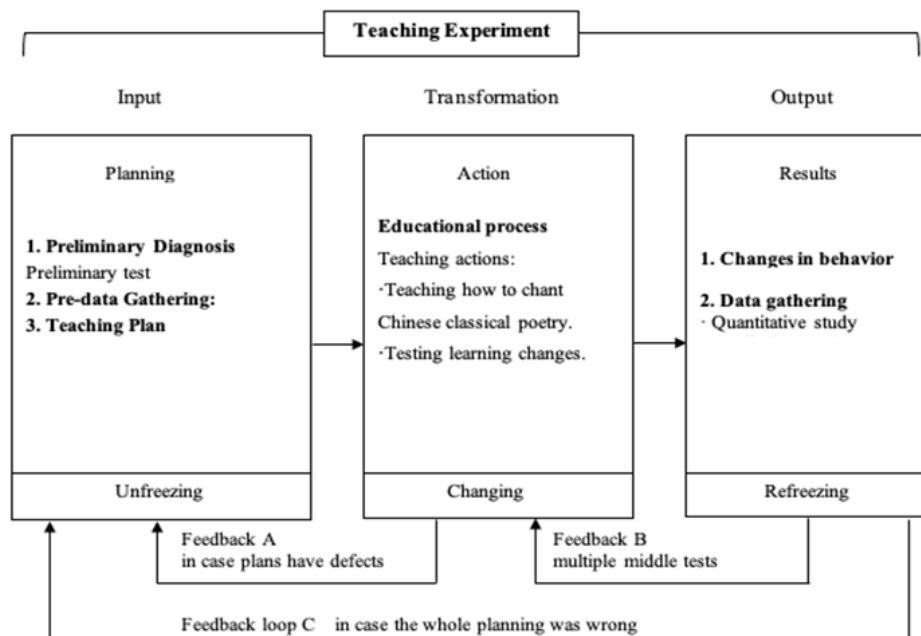 Teaching Experiment
Input
Transformation
Output
Planning
1. Preliminary Diagnosis
Preliminary test
2. Pre-data Gathering:
3. Teaching Plan
Unfreezing
Action
Educational process
Teaching actions:
·Teaching how to chant
Chinese classical poetry.
·Testing learning changes.
Changing
Results
1. Changes in behavior
2. Data gathering
· Quantitative study
Refreezing
Feedback A
in case plans have defects
Feedback B
multiple middle tests
Feedback loop C in case the whole planning was wrong